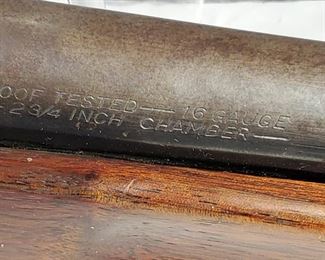 OOF TESTED — 16 GAUGE
2 3/4 INCH CHAMBER —